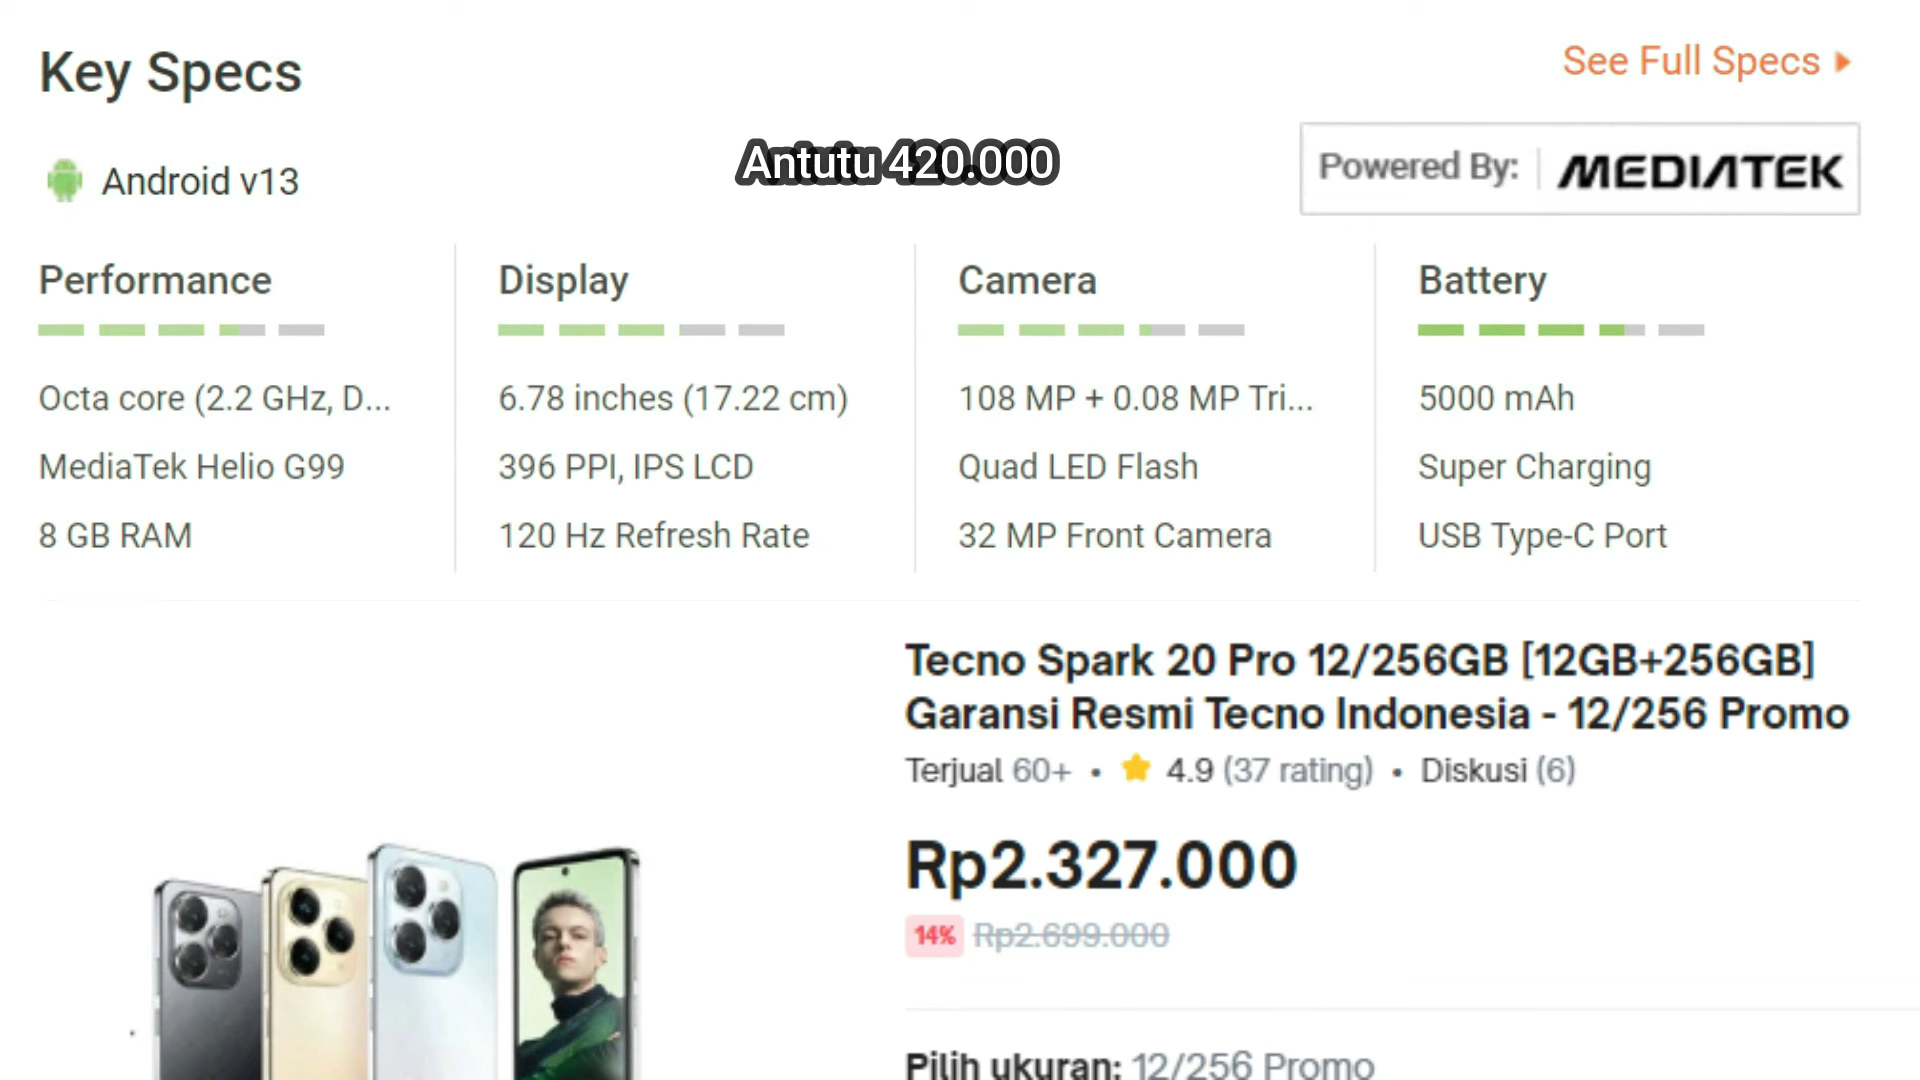 Key Specs
See Full Specs
Android v13
Antutu 420.000
Powered By: MEDIATEK
Performance
Octa core (2.2 GHz, D...
MediaTek Helio G99
8 GB RAM
Display
6.78 inches (17.22 cm)
396 PPI, IPS LCD
120 Hz Refresh Rate
Camera
108 MP + 0.08 MP Tri...
Quad LED Flash
32 MP Front Camera
Battery
5000 mAh
Super Charging
USB Type-C Port
Tecno Spark 20 Pro 12/256GB [12GB+256GB]
Garansi Resmi Tecno Indonesia - 12/256 Promo
Terjual 60+ • 4.9 (37 rating) • Diskusi (6)
Rp2.327.000
14% Rp2.699.000
Pilih ukuran: 12/256 Promo